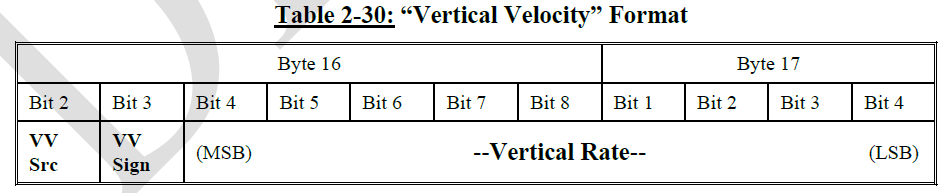 Table 2-30: “Vertical Velocity” Format
Byte 16 Byte 17
Bit 2 Bit 3 Bit 4 Bit 5 Bit 6 Bit 7 Bit 8 Bit 1 Bit 2 Bit 3 Bit 4
VV Src VV Sign (MSB) --Vertical Rate-- (LSB)